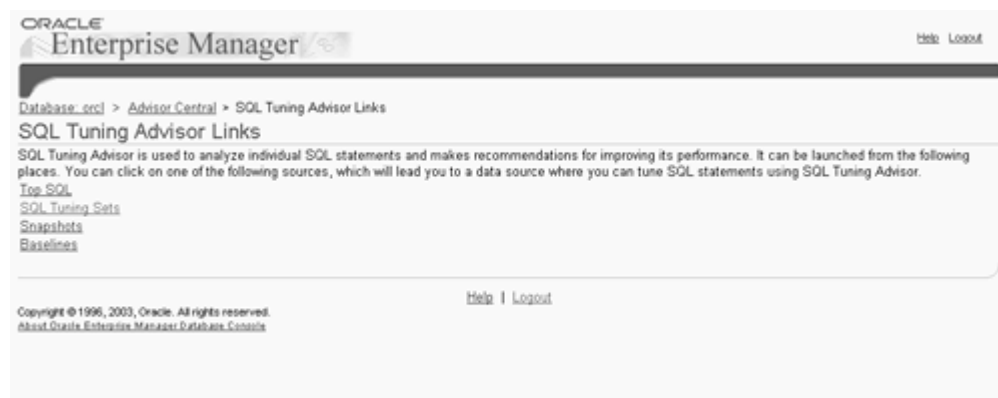 ORACLE
Enterprise Manager
Help Logout
Database: orcl > Advisor Central > SQL Tuning Advisor Links
SQL Tuning Advisor Links
SQL Tuning Advisor is used to analyze individual SQL statements and makes recommendations for improving its performance. It can be launched from the following
places. You can click on one of the following sources, which will lead you to a data source where you can tune SQL statements using SQL Tuning Advisor.
Top SQL
SQL Tuning Sets
Snapshots
Baselines
Help | Logout
Copyright © 1996, 2003, Oracle. All rights reserved.
About Oracle Enterprise Manager Database Console